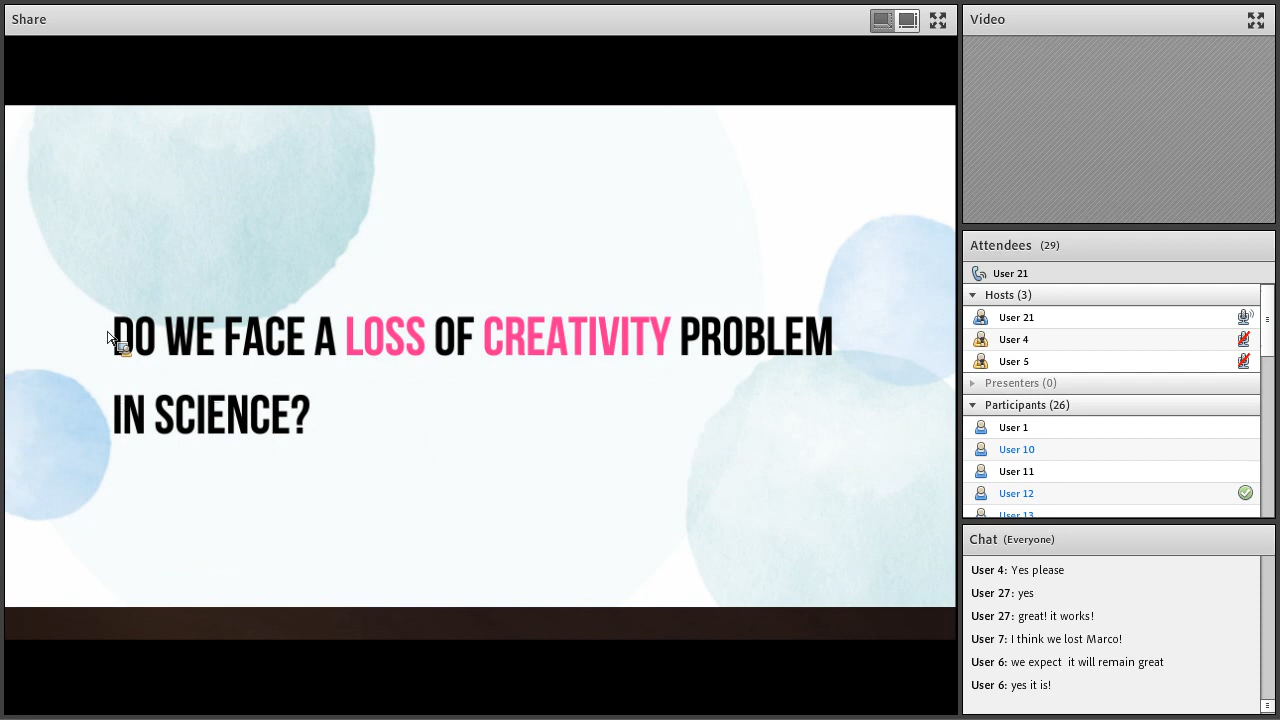 Share
DO WE FACE A LOSS OF CREATIVITY PROBLEM
IN SCIENCE?
Video
Attendees (29)
User 21
Hosts (3)
User 21
User 4
User 5
Presenters (0)
Participants (26)
User 1
User 10
User 11
User 12
User 13
Chat (Everyone)
User 4: Yes please
User 27: yes
User 27: great! it works!
User 7: I think we lost Marco!
User 6: we expect it will remain great
User 6: yes it is!